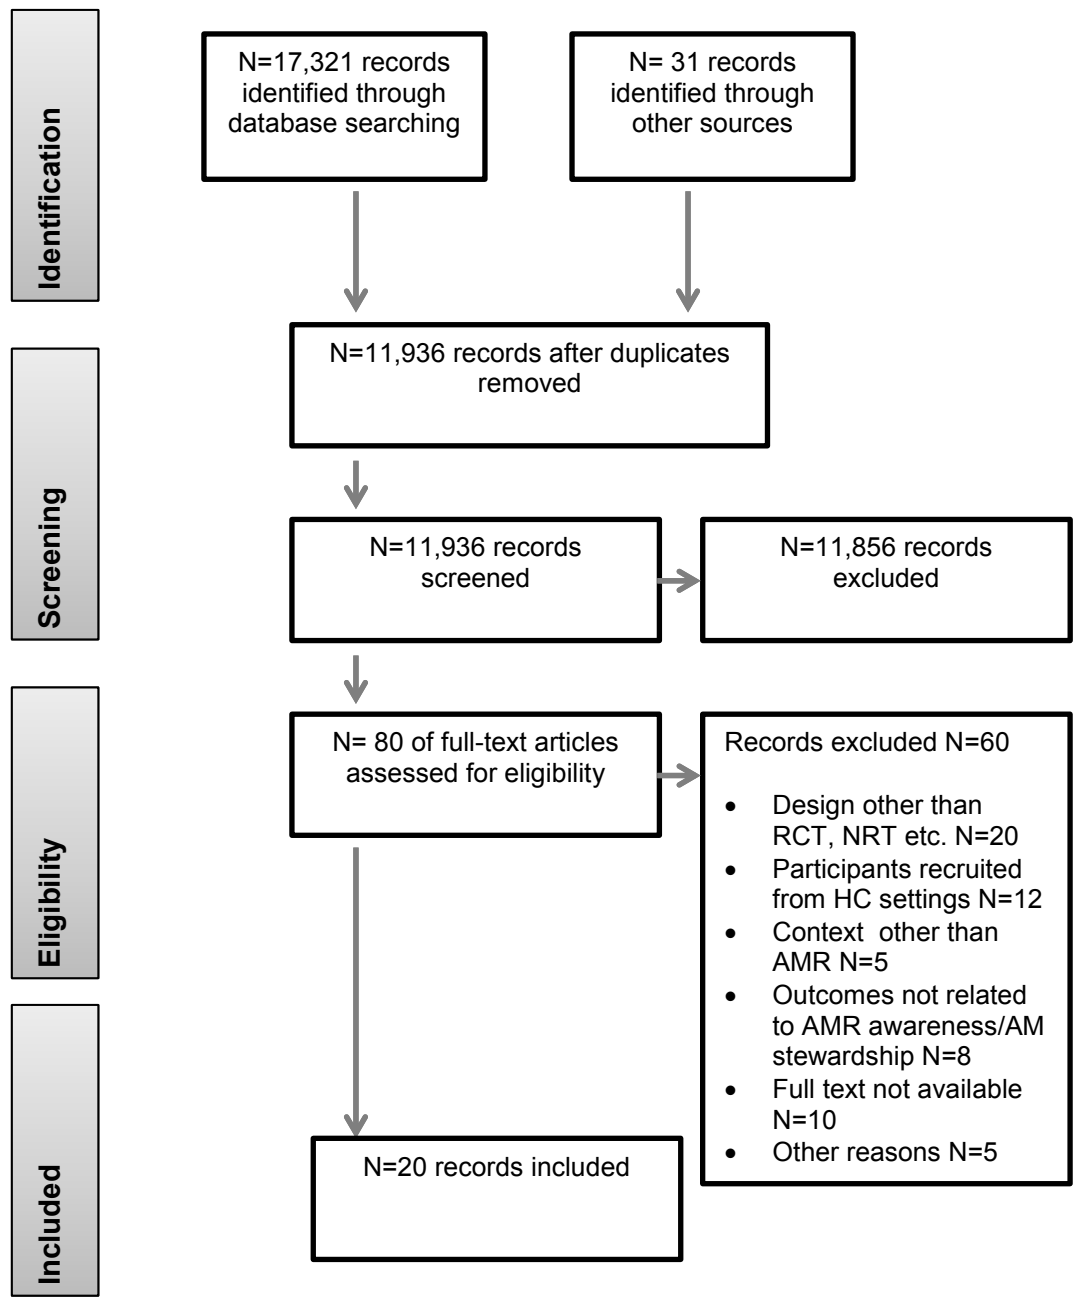 Identification
N=17,321 records
identified through
database searching
N= 31 records
identified through
other sources
Screening
N=11,936 records after duplicates
removed
N=11,936 records
screened
N=11,856 records
excluded
Eligibility
N= 80 of full-text articles
assessed for eligibility
Records excluded N=60
• Design other than
RCT, NRT etc. N=20
• Participants recruited
from HC settings N=12
• Context  other than
AMR N=5
• Outcomes not related
to AMR awareness/AM
stewardship N=8
• Full text not available
N=10
• Other reasons N=5
Included
N=20 records included